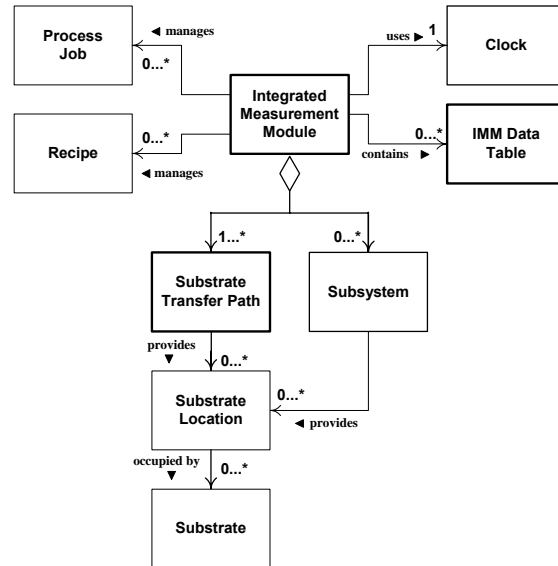 Process
Job
◄ manages
0...*
uses ►
1
Clock
Integrated
Measurement
Module
Recipe
0...*
◄ manages
0...*
contains ►
IMM Data
Table
1...*
0...*
Substrate
Transfer Path
Subsystem
provides
▼
0...*
0...*
◄ provides
Substrate
Location
occupied by
▼
0...*
Substrate